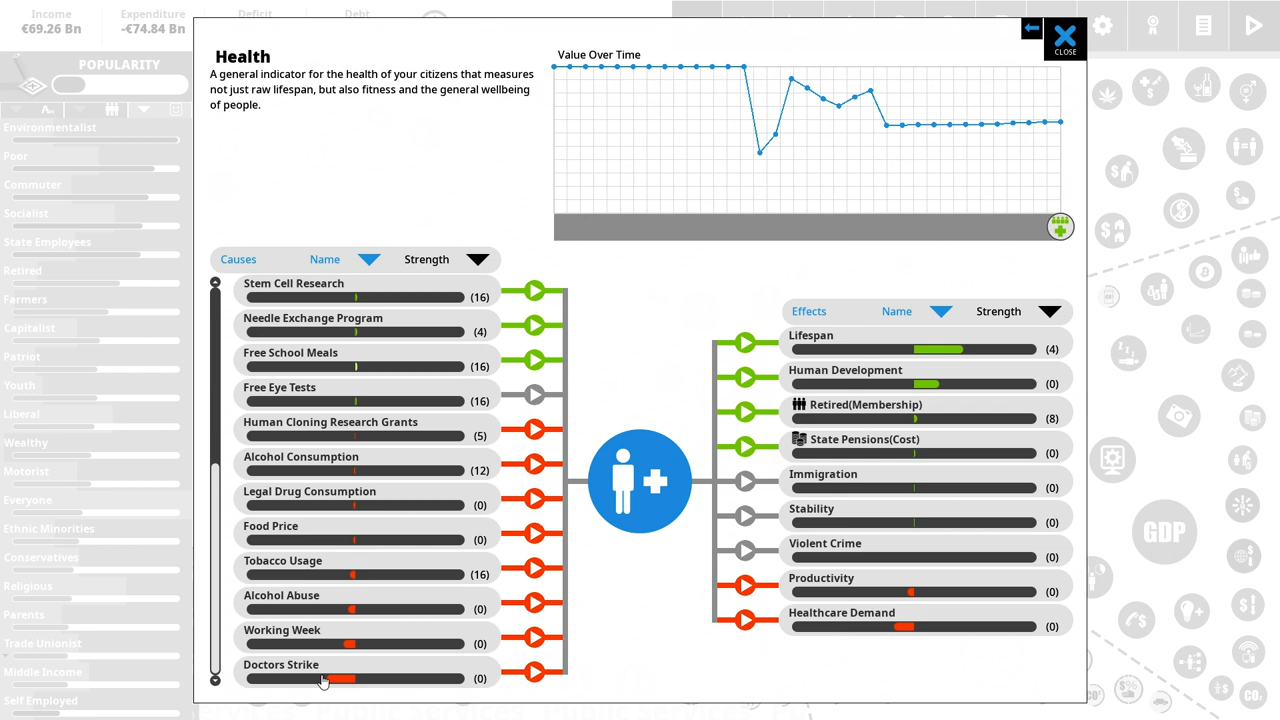 Income
Expenditure
Deficit
Debt
€69.26 Bn
-€74.84 Bn
POPULARITY
Environmentalist
Poor
Commuter
Socialist
State Employees
Retired
Farmers
Capitalist
Patriot
Youth
Liberal
Wealthy
Motorist
Everyone
Ethnic Minorities
Conservatives
Religious
Parents
Trade Unionist
Middle Income
Self Employed
CLOSE
Health
A general indicator for the health of your citizens that measures
not just raw lifespan, but also fitness and the general wellbeing
of people.
Value Over Time
Causes Name Strength
Stem Cell Research
(16)
Needle Exchange Program
(4)
Free School Meals
(16)
Free Eye Tests
(16)
Human Cloning Research Grants
(5)
Alcohol Consumption
(12)
Legal Drug Consumption
(0)
Food Price
(0)
Tobacco Usage
(16)
Alcohol Abuse
(0)
Working Week
(0)
Doctors Strike
(0)
Effects Name Strength
Lifespan
(4)
Human Development
(0)
Retired(Membership)
(8)
State Pensions(Cost)
(0)
Immigration
(0)
Stability
(0)
Violent Crime
(0)
Productivity
(0)
Healthcare Demand
(0)
GDP
Services Public Services Public Services